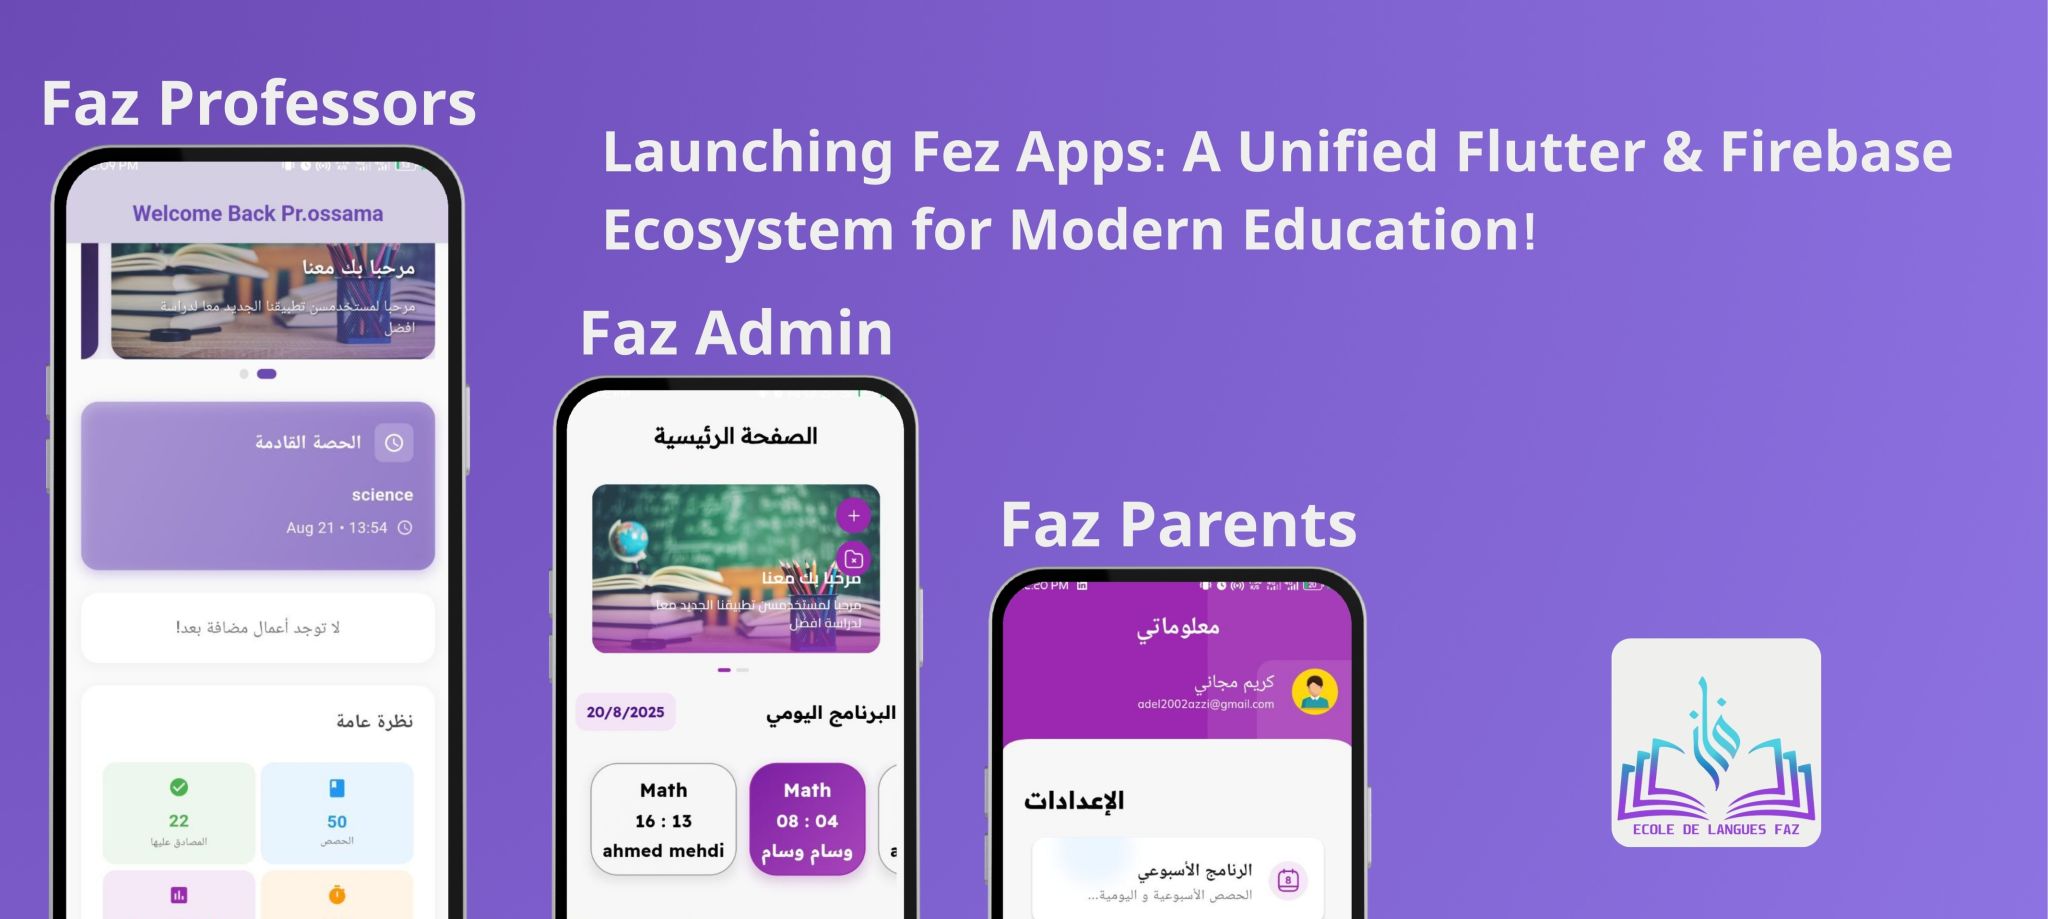 Faz Professors
Launching Fez Apps: A Unified Flutter & Firebase
Ecosystem for Modern Education!
Welcome Back Pr.ossama
مرحبا بك معنا
مرحبا لمستخدمسن تطبيقنا الجديد معا لدراسة
افضل
الحصة القادمة
science
Aug 21 • 13:54
لا توجد أعمال مضافة بعد!
نظرة عامة
22
المصادق عليها
50
الحصص
Faz Admin
الصفحة الرئيسية
مرحبا بك معنا
مرحبا لمستخدمسن تطبيقنا الجديد معا
لدراسة افضل
البرنامج اليومي
20/8/2025
Math
16 : 13
ahmed mehdi
Math
08 : 04
وسام وسام
Faz Parents
معلوماتي
كريم مجاني
adel2002azzi@gmail.com
الإعدادات
الرنامج الأسبوعي
الحصص الأسبوعية و اليومية...
8
فاز
ECOLE DE LANGUES FAZ